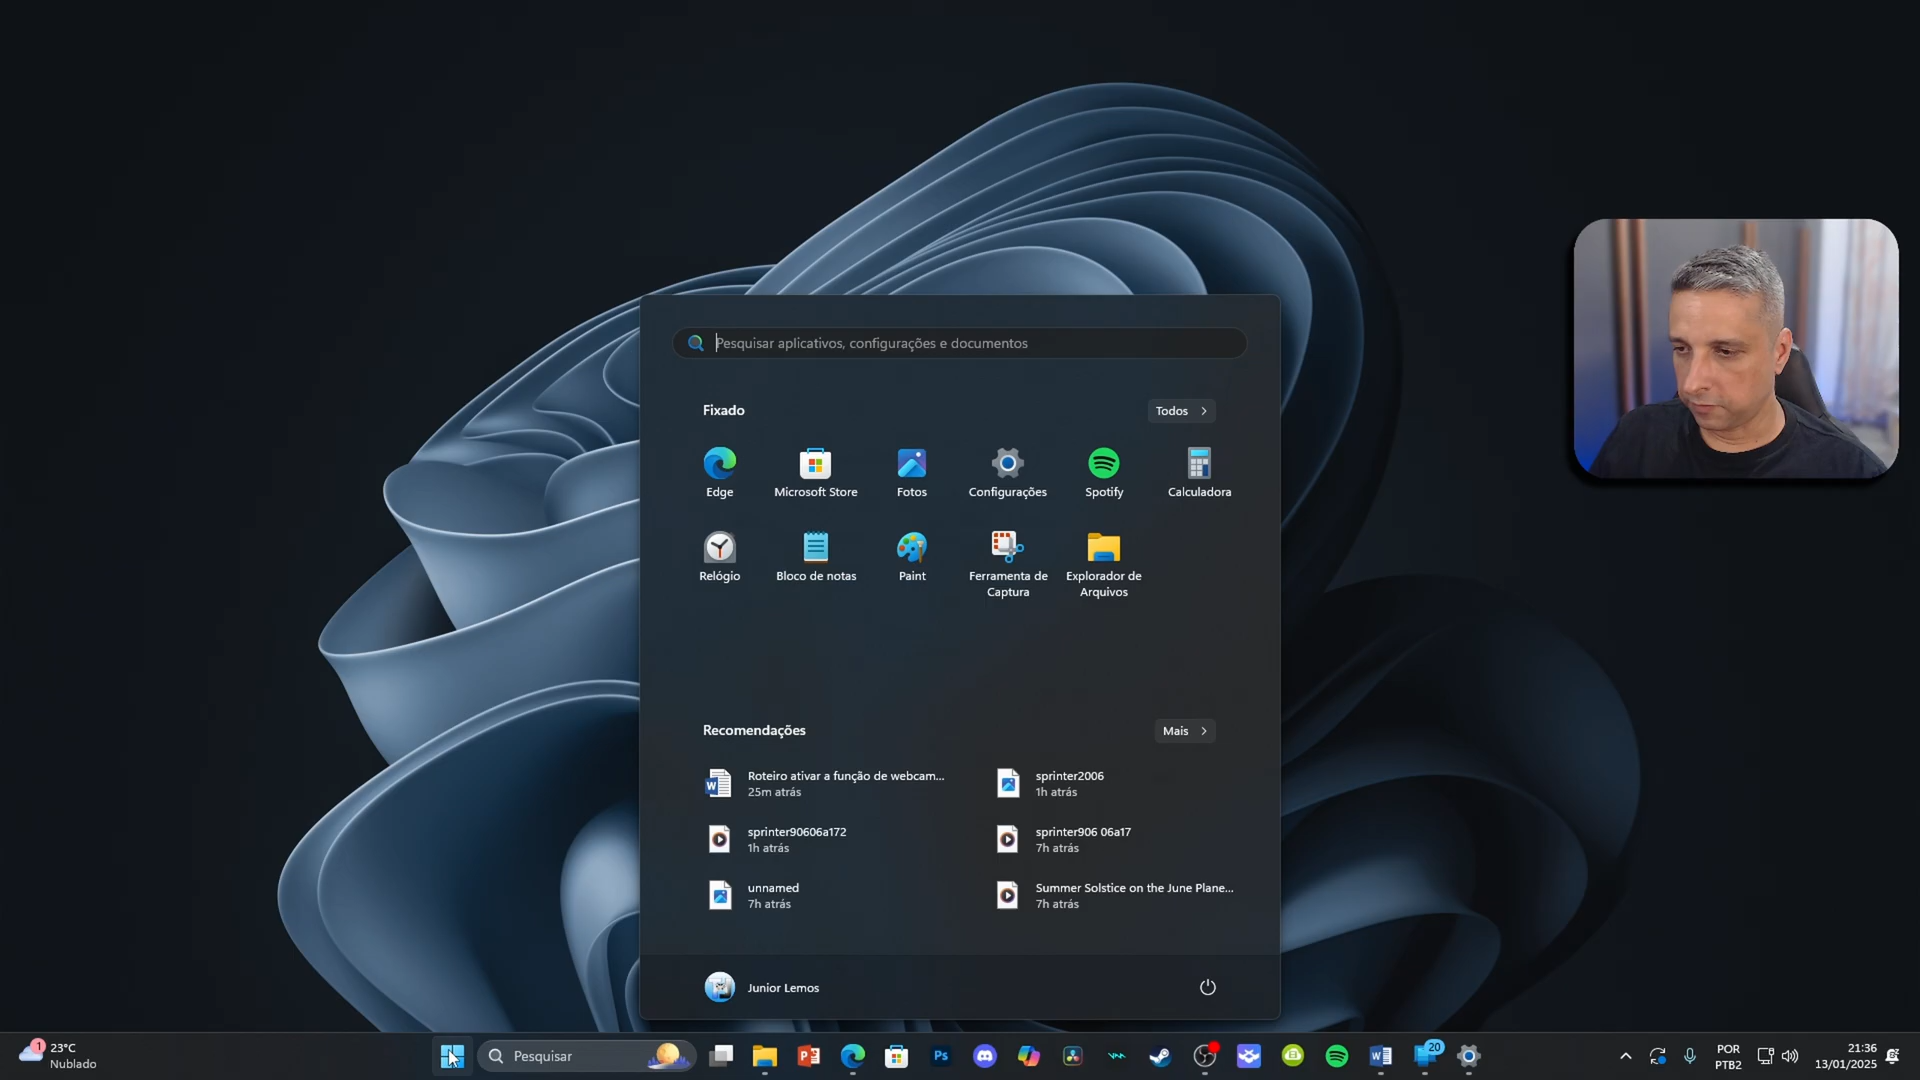 Pesquisar aplicativos, configurações e documentos
Fixado
Todos
Edge
Microsoft Store
Fotos
Configurações
Spotify
Calculadora
Relógio
Bloco de notas
Paint
Ferramenta de
Captura
Explorador de
Arquivos
Recomendações
Mais
Roteiro ativar a função de webcam...
25m atrás
sprinter2006
1h atrás
sprinter90606a172
1h atrás
sprinter906 06a17
7h atrás
unnamed
7h atrás
Summer Solstice on the June Plane...
7h atrás
Junior Lemos
1
23°C
Nublado
Pesquisar
Ps
20
POR
PTB2
21:36
13/01/2025